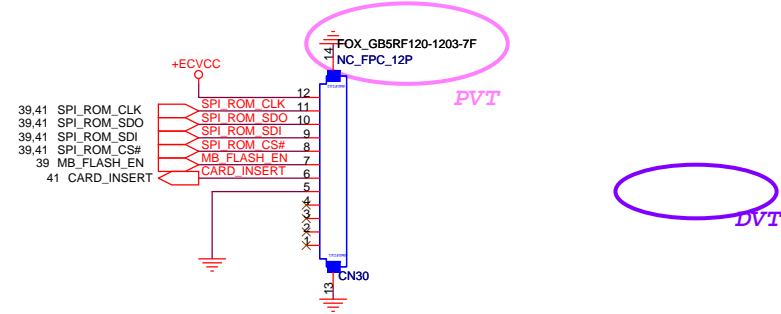 FOX_GB5RF120-1203-7F
14
NC_FPC_12P
+ECVCC
PVT
12
39,41 SPI_ROM_CLK SPI_ROM_CLK 11
39,41 SPI_ROM_SDO SPI_ROM_SDO 10
39,41 SPI_ROM_SDI SPI_ROM_SDI 9
39,41 SPI_ROM_CS# SPI_ROM_CS# 8
39 MB_FLASH_EN MB_FLASH_EN 7
41 CARD_INSERT CARD_INSERT 6
5
4
3
2
1
DVT
CN30
13